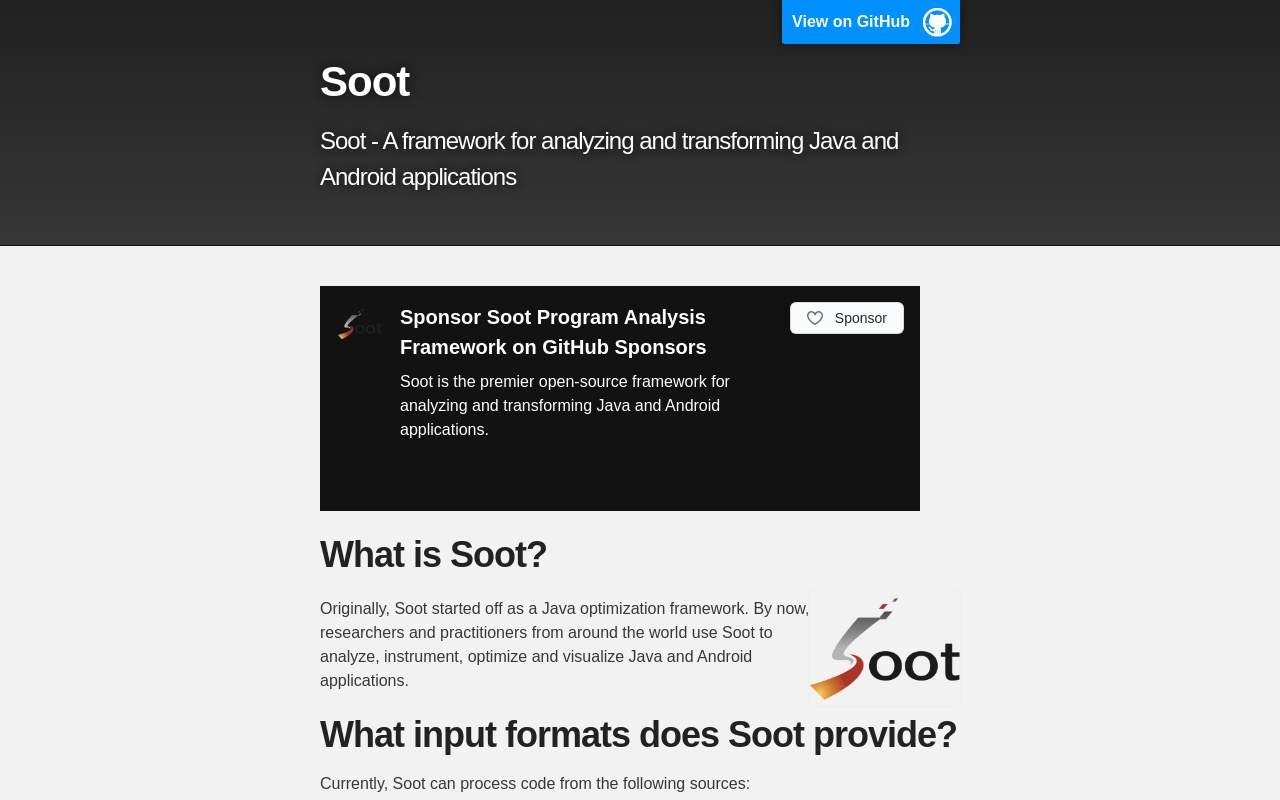 View on GitHub
Soot
Soot - A framework for analyzing and transforming Java and
Android applications
soot
Sponsor Soot Program Analysis
Framework on GitHub Sponsors
Sponsor
Soot is the premier open-source framework for
analyzing and transforming Java and Android
applications.
What is Soot?
Originally, Soot started off as a Java optimization framework. By now,
researchers and practitioners from around the world use Soot to
analyze, instrument, optimize and visualize Java and Android
applications.
Soot
What input formats does Soot provide?
Currently, Soot can process code from the following sources: